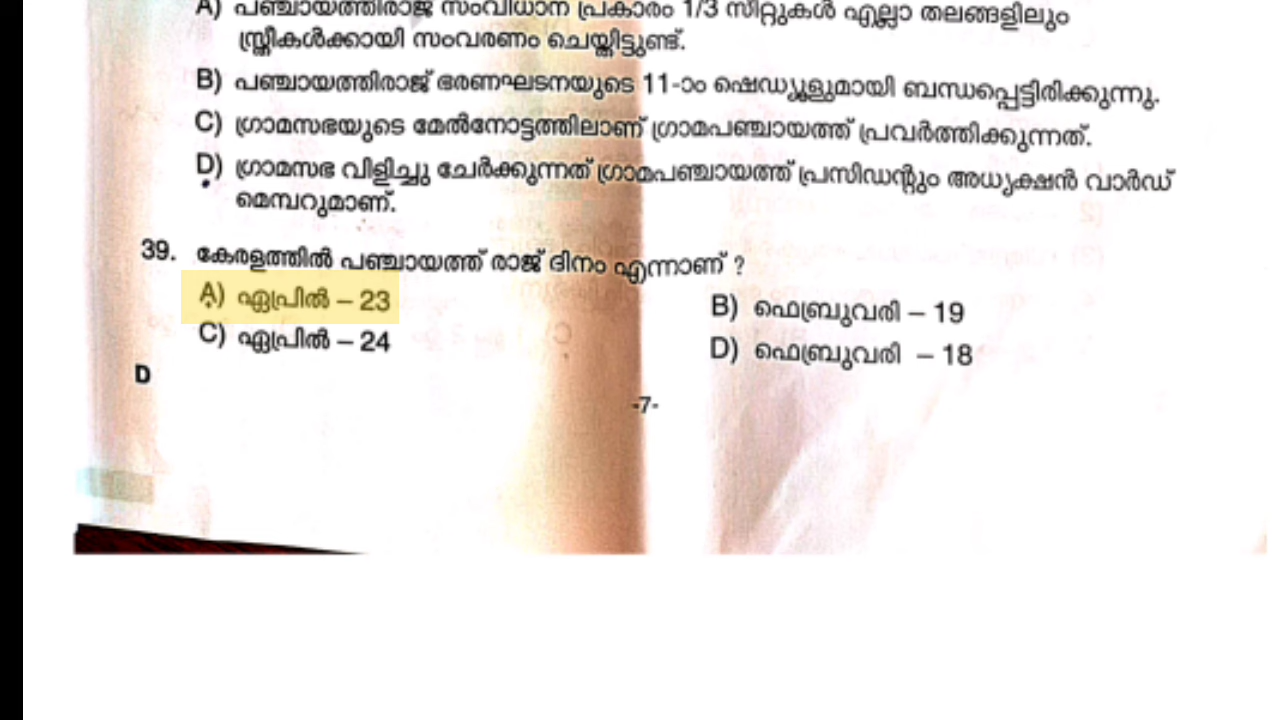 A) പഞ്ചായത്തിരാജ് സംവിധാന പ്രകാരം 1/3 സീറ്റുകൾ എല്ലാ തലങ്ങളിലും
സ്ത്രീകൾക്കായി സംവരണം ചെയ്തിട്ടുണ്ട്.
B) പഞ്ചായത്തിരാജ് ഭരണഘടനയുടെ 11-ാം ഷെഡ്യൂളുമായി ബന്ധപ്പെട്ടിരിക്കുന്നു.
C) ഗ്രാമസഭയുടെ മേൽനോട്ടത്തിലാണ് ഗ്രാമപഞ്ചായത്ത് പ്രവർത്തിക്കുന്നത്.
D) ഗ്രാമസഭ വിളിച്ചു ചേർക്കുന്നത് ഗ്രാമപഞ്ചായത്ത് പ്രസിഡന്റും അധ്യക്ഷൻ വാർഡ്
മെമ്പറുമാണ്.
39. കേരളത്തിൽ പഞ്ചായത്ത് രാജ് ദിനം എന്നാണ് ?
A) ഏപ്രിൽ – 23 B) ഫെബ്രുവരി – 19
C) ഏപ്രിൽ – 24 D) ഫെബ്രുവരി – 18
D
-7-